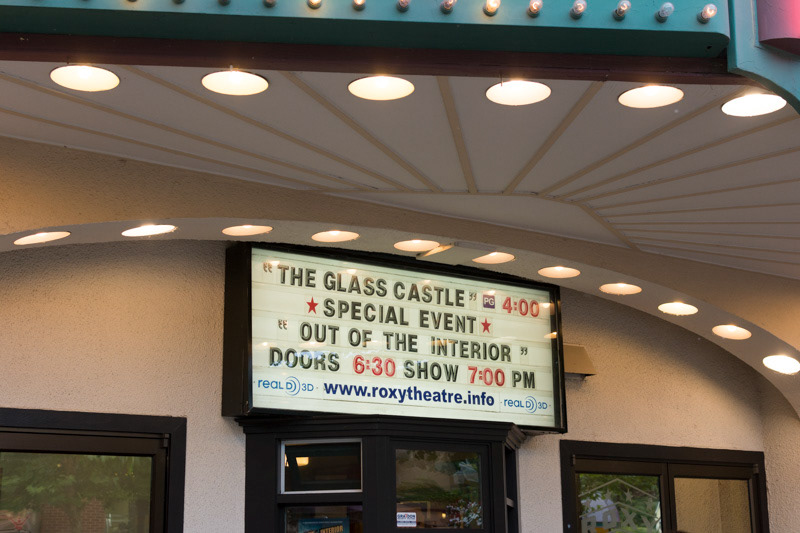 "THE GLASS CASTLE" PG 4:00
★ SPECIAL EVENT ★
"OUT OF THE INTERIOR"
DOORS 6:30 SHOW 7:00 PM
REAL D 3D www.roxytheatre.info REAL D 3D
INTERIOR